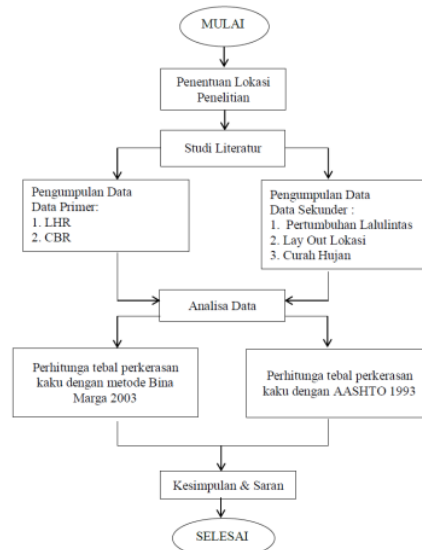 MULAI
Penentuan Lokasi
Penelitian
Studi Literatur
Pengumpulan Data
Data Primer:
1. LHR
2. CBR
Pengumpulan Data
Data Sekunder :
1. Pertumbuhan Lalulintas
2. Lay Out Lokasi
3. Curah Hujan
Analisa Data
Perhitunga tebal perkerasan
kaku dengan metode Bina
Marga 2003
Perhitunga tebal perkerasan
kaku dengan AASHTO 1993
Kesimpulan & Saran
SELESAI